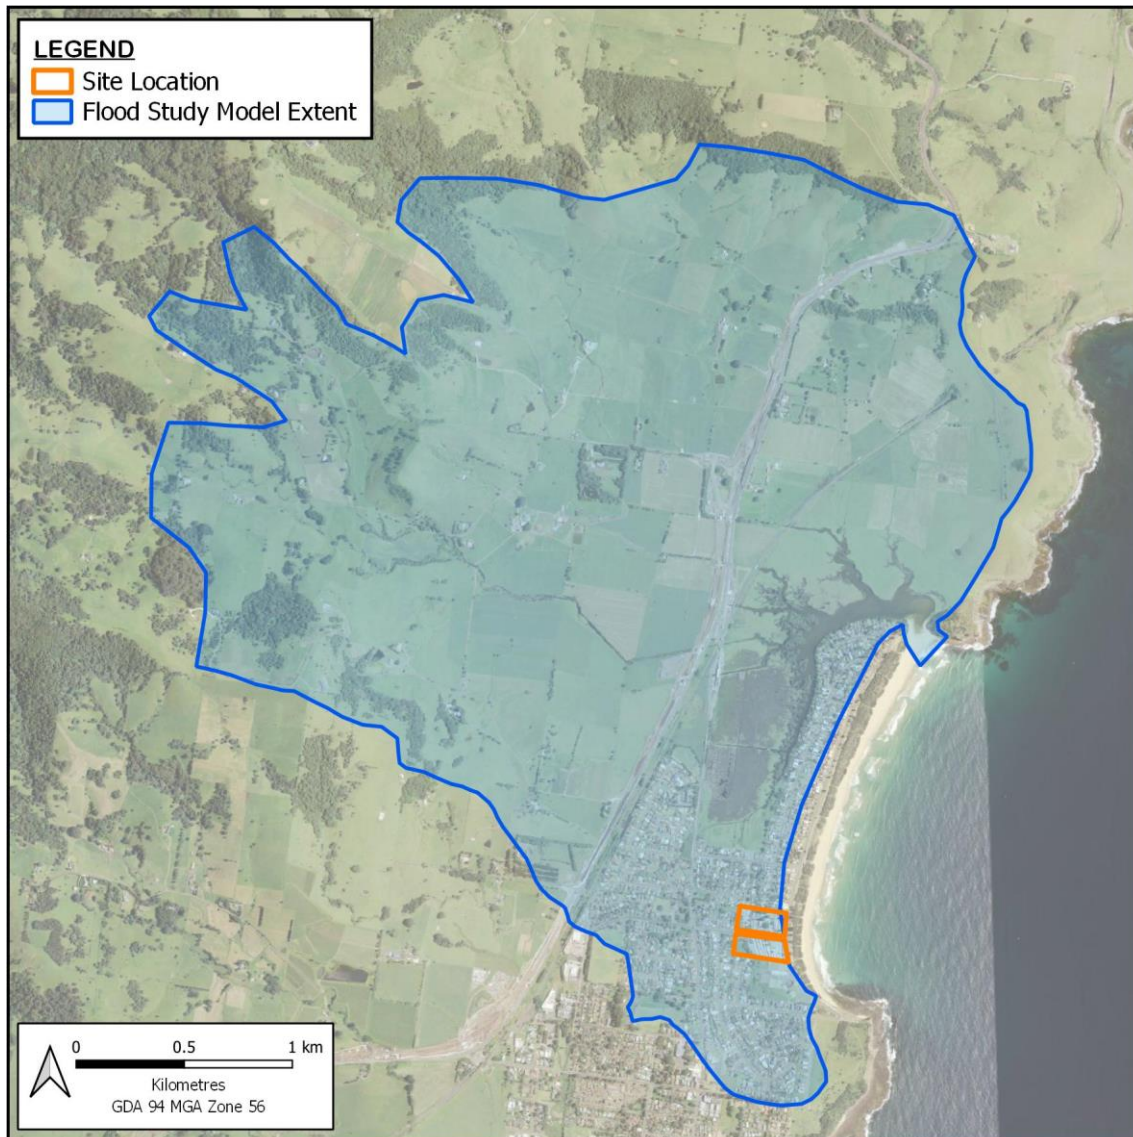 LEGEND
Site Location
Flood Study Model Extent
0 0.5 1 km
Kilometres
GDA 94 MGA Zone 56